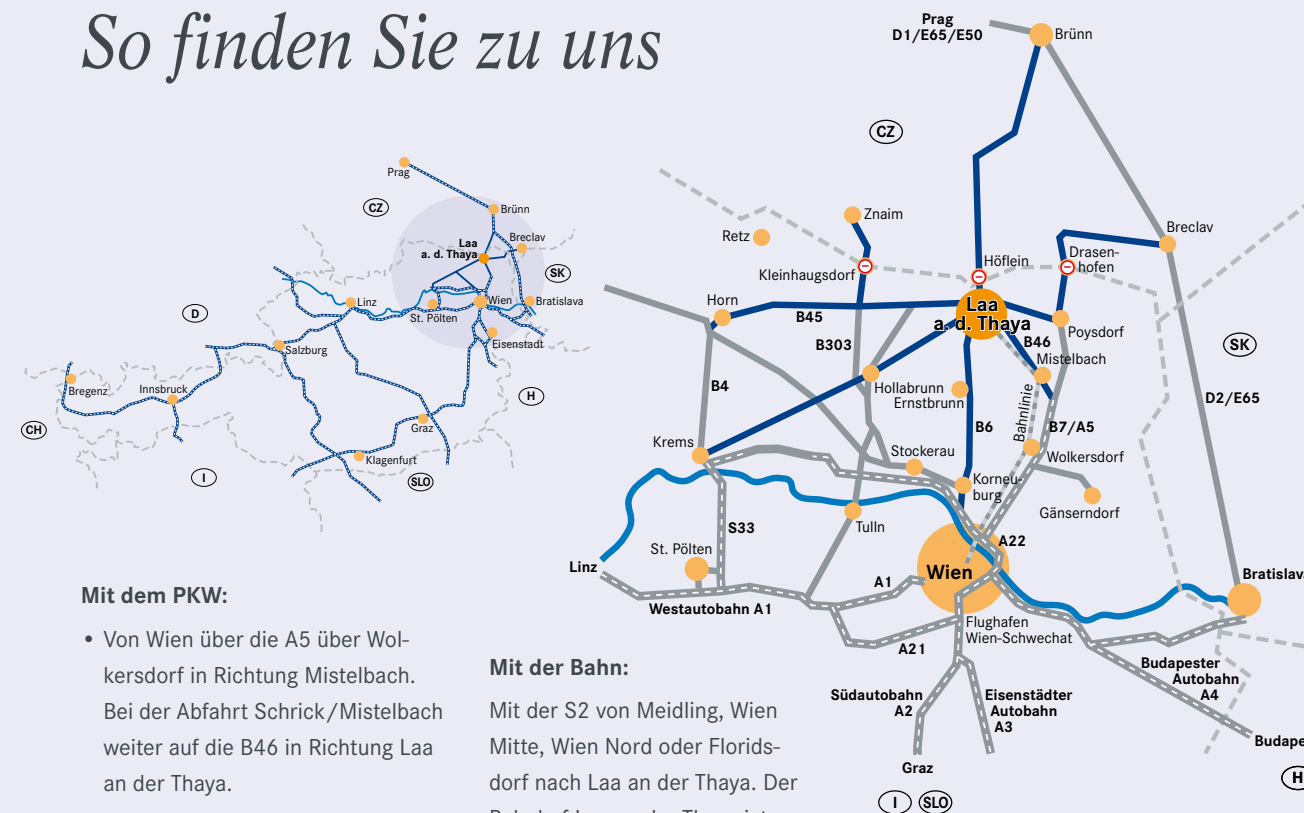 So finden Sie zu uns
Prag
Brünn
CZ
Laa
a. d. Thaya
Breclav
SK
Linz
Wien
Bratislava
St. Pölten
D
Eisenstadt
Salzburg
Bregenz
Innsbruck
H
CH
Graz
Klagenfurt
I
SLO
Prag
D1/E65/E50
Brünn
CZ
Znaim
Retz
Breclav
Kleinhaugsdorf
Höflein
Drasen-
hofen
Horn
B45
Laa
a. d. Thaya
Poysdorf
B303
B46
Mistelbach
SK
B4
Hollabrunn
Ernstbrunn
Bahnlinie
D2/E65
B6
B7/A5
Krems
Stockerau
Wolkersdorf
Korneu-
burg
Gänserndorf
S33
Tulln
A22
St. Pölten
Linz
Wien
Bratislava
A1
Westautobahn A1
Flughafen
Wien-Schwechat
A21
Budapester
Autobahn
A4
Südautobahn
A2
Eisenstädter
Autobahn
A3
Budape
Graz
H
I
SLO
Mit dem PKW:
• Von Wien über die A5 über Wol-
kersdorf in Richtung Mistelbach.
Bei der Abfahrt Schrick/Mistelbach
weiter auf die B46 in Richtung Laa
an der Thaya.
Mit der Bahn:
Mit der S2 von Meidling, Wien
Mitte, Wien Nord oder Florids-
dorf nach Laa an der Thaya. Der